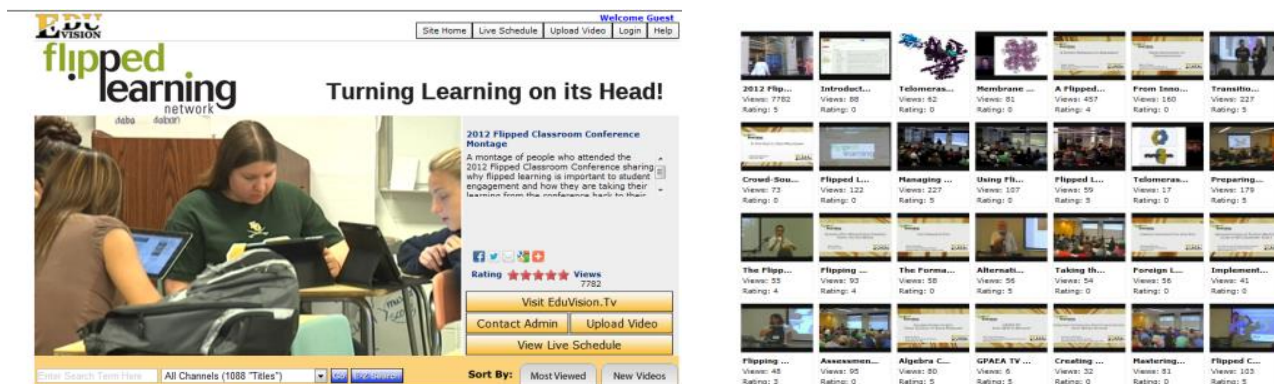 EDU
VISION
Welcome Guest
Site Home Live Schedule Upload Video Login Help
flipped
learning
network
Turning Learning on its Head!
2012 Flipped Classroom Conference
Montage
A montage of people who attended the
2012 Flipped Classroom Conference sharing
why flipped learning is important to student
engagement and how they are taking their
learning from the conference back to their
Rating Views
7782
Visit EduVision.Tv
Contact Admin Upload Video
View Live Schedule
Enter Search Term Here All Channels (1088 "Titles") Go
Sort By: Most Viewed New Videos
2012 Flip... Introduct... Telomeras... Membrane ... A Flipped... From Inno... Transitio...
Views: 7782 Views: 88 Views: 62 Views: 81 Views: 457 Views: 160 Views: 227
Rating: 5 Rating: 0 Rating: 0 Rating: 0 Rating: 4 Rating: 0 Rating: 5
Crowd-Sou... Flipped L... Managing ... Using Fli... Flipped L... Telomeras... Preparing...
Views: 73 Views: 122 Views: 227 Views: 107 Views: 59 Views: 17 Views: 179
Rating: 0 Rating: 0 Rating: 5 Rating: 0 Rating: 5 Rating: 0 Rating: 5
The Flipp... Flipping ... The Forma... Alternati... Taking th... Foreign L... Implement...
Views: 55 Views: 93 Views: 58 Views: 56 Views: 54 Views: 56 Views: 41
Rating: 4 Rating: 4 Rating: 0 Rating: 5 Rating: 0 Rating: 0 Rating: 0
Flipping ... Assessmen... Algebra C... GPAEA TV ... Creating ... Mastering... Flipped C...
Views: 48 Views: 95 Views: 80 Views: 6 Views: 32 Views: 81 Views: 103
Rating: 3 Rating: 0 Rating: 5 Rating: 5 Rating: 0 Rating: 5 Rating: 5